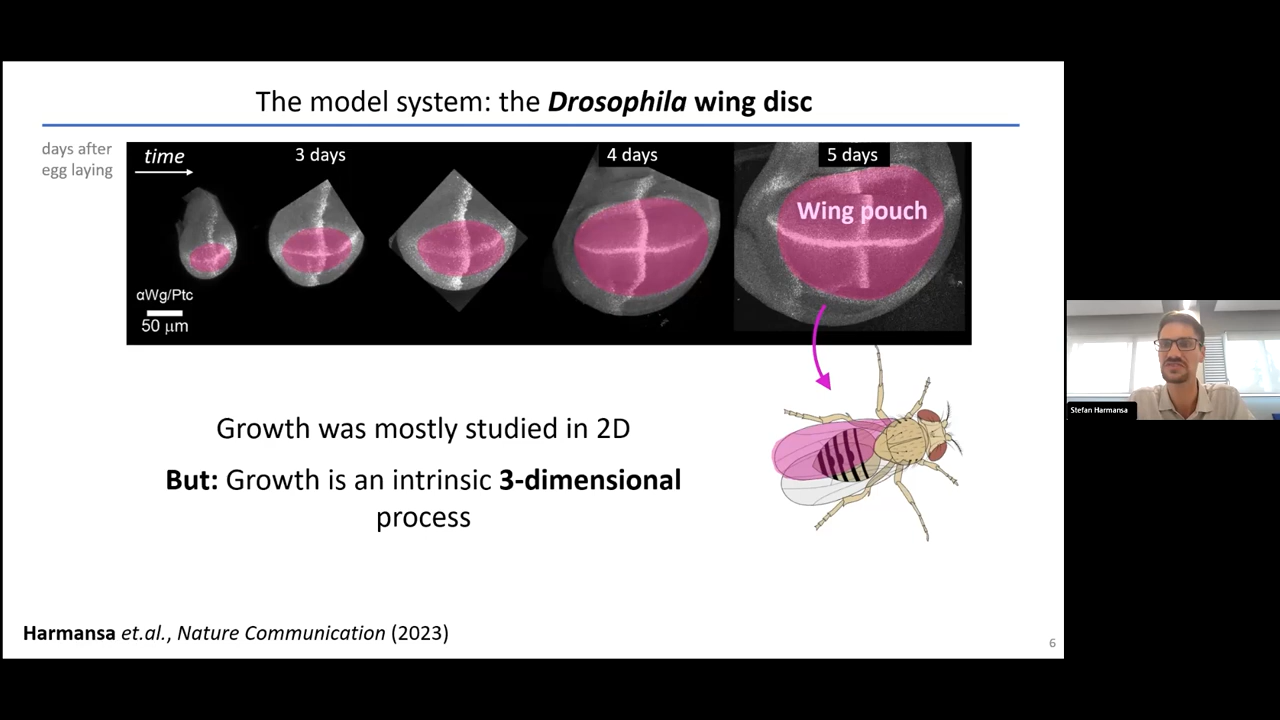 The model system: the Drosophila wing disc
days after
egg laying
time
3 days
4 days
5 days
Wing pouch
αWg/Ptc
50 μm
Growth was mostly studied in 2D
But: Growth is an intrinsic 3-dimensional
process
Harmansa et.al., Nature Communication (2023)
6
Stefan Harmansa